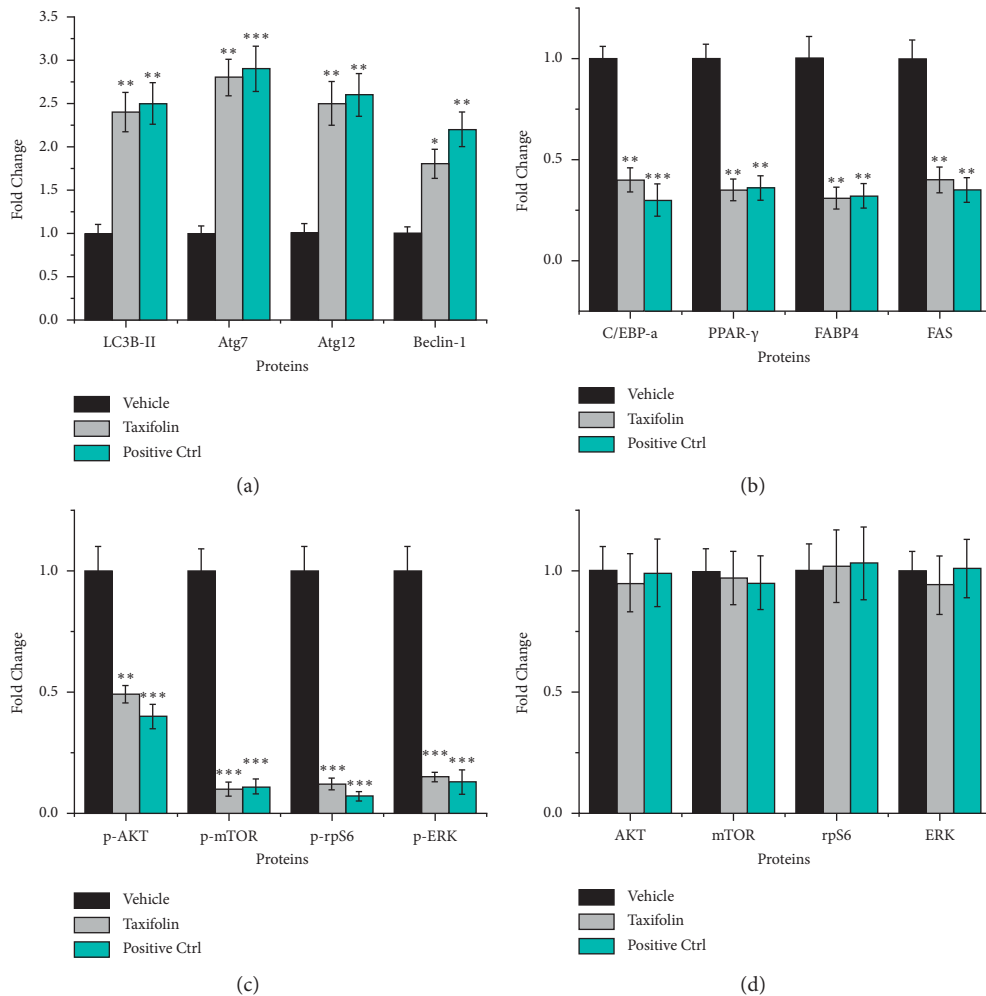 3.5
3.0
2.5
2.0
1.5
1.0
0.5
0.0
Fold Change
** ** ** *** ** ** * **
LC3B-II Atg7 Atg12 Beclin-1
Proteins
Vehicle
Taxifolin
Positive Ctrl
(a)
1.0
0.5
0.0
Fold Change
** *** ** ** ** ** ** **
C/EBP-a PPAR-γ FABP4 FAS
Proteins
Vehicle
Taxifolin
Positive Ctrl
(b)
1.0
0.5
0.0
Fold Change
** *** *** *** *** *** *** ***
p-AKT p-mTOR p-rpS6 p-ERK
Proteins
Vehicle
Taxifolin
Positive Ctrl
(c)
1.0
0.5
0.0
Fold Change
AKT mTOR rpS6 ERK
Proteins
Vehicle
Taxifolin
Positive Ctrl
(d)